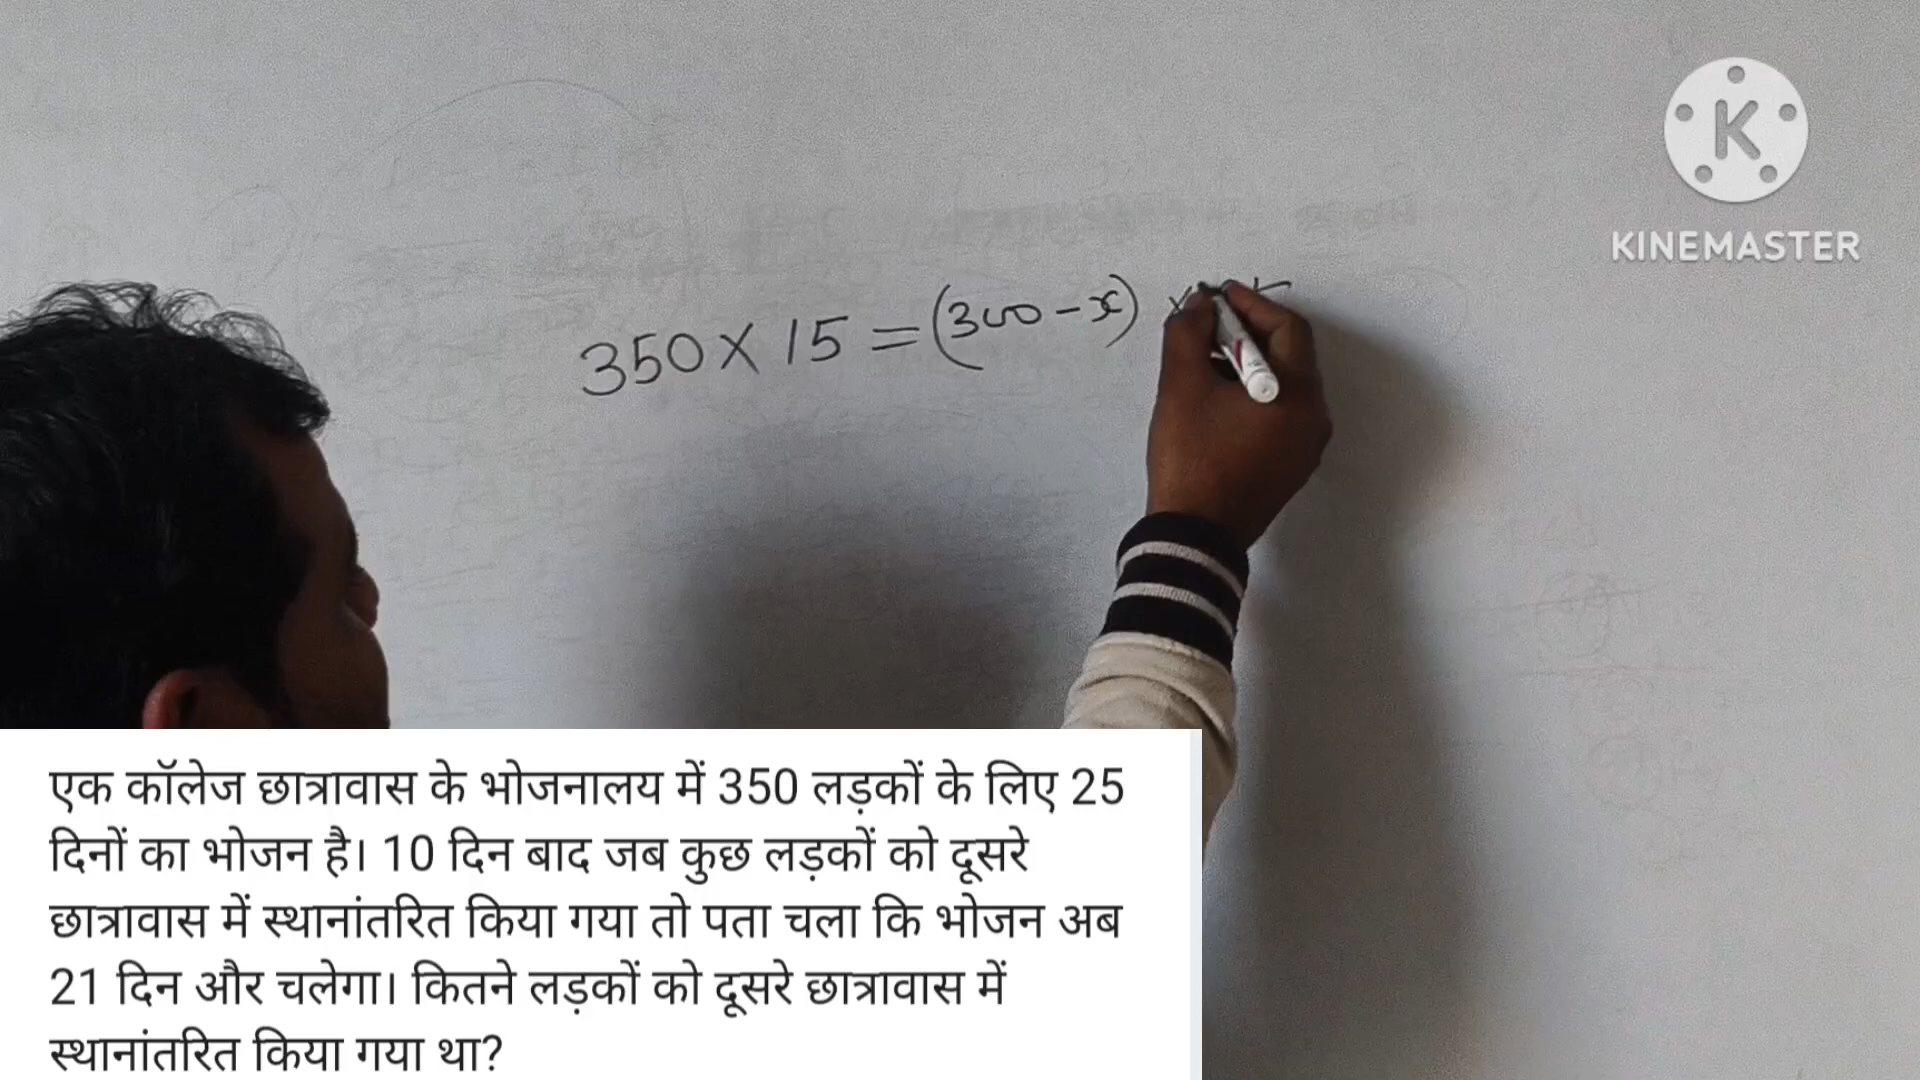 KINEMASTER
350 × 15 = (300 - x) ×
एक कॉलेज छात्रावास के भोजनालय में 350 लड़कों के लिए 25
दिनों का भोजन है। 10 दिन बाद जब कुछ लड़कों को दूसरे
छात्रावास में स्थानांतरित किया गया तो पता चला कि भोजन अब
21 दिन और चलेगा। कितने लड़कों को दूसरे छात्रावास में
स्थानांतरित किया गया था?